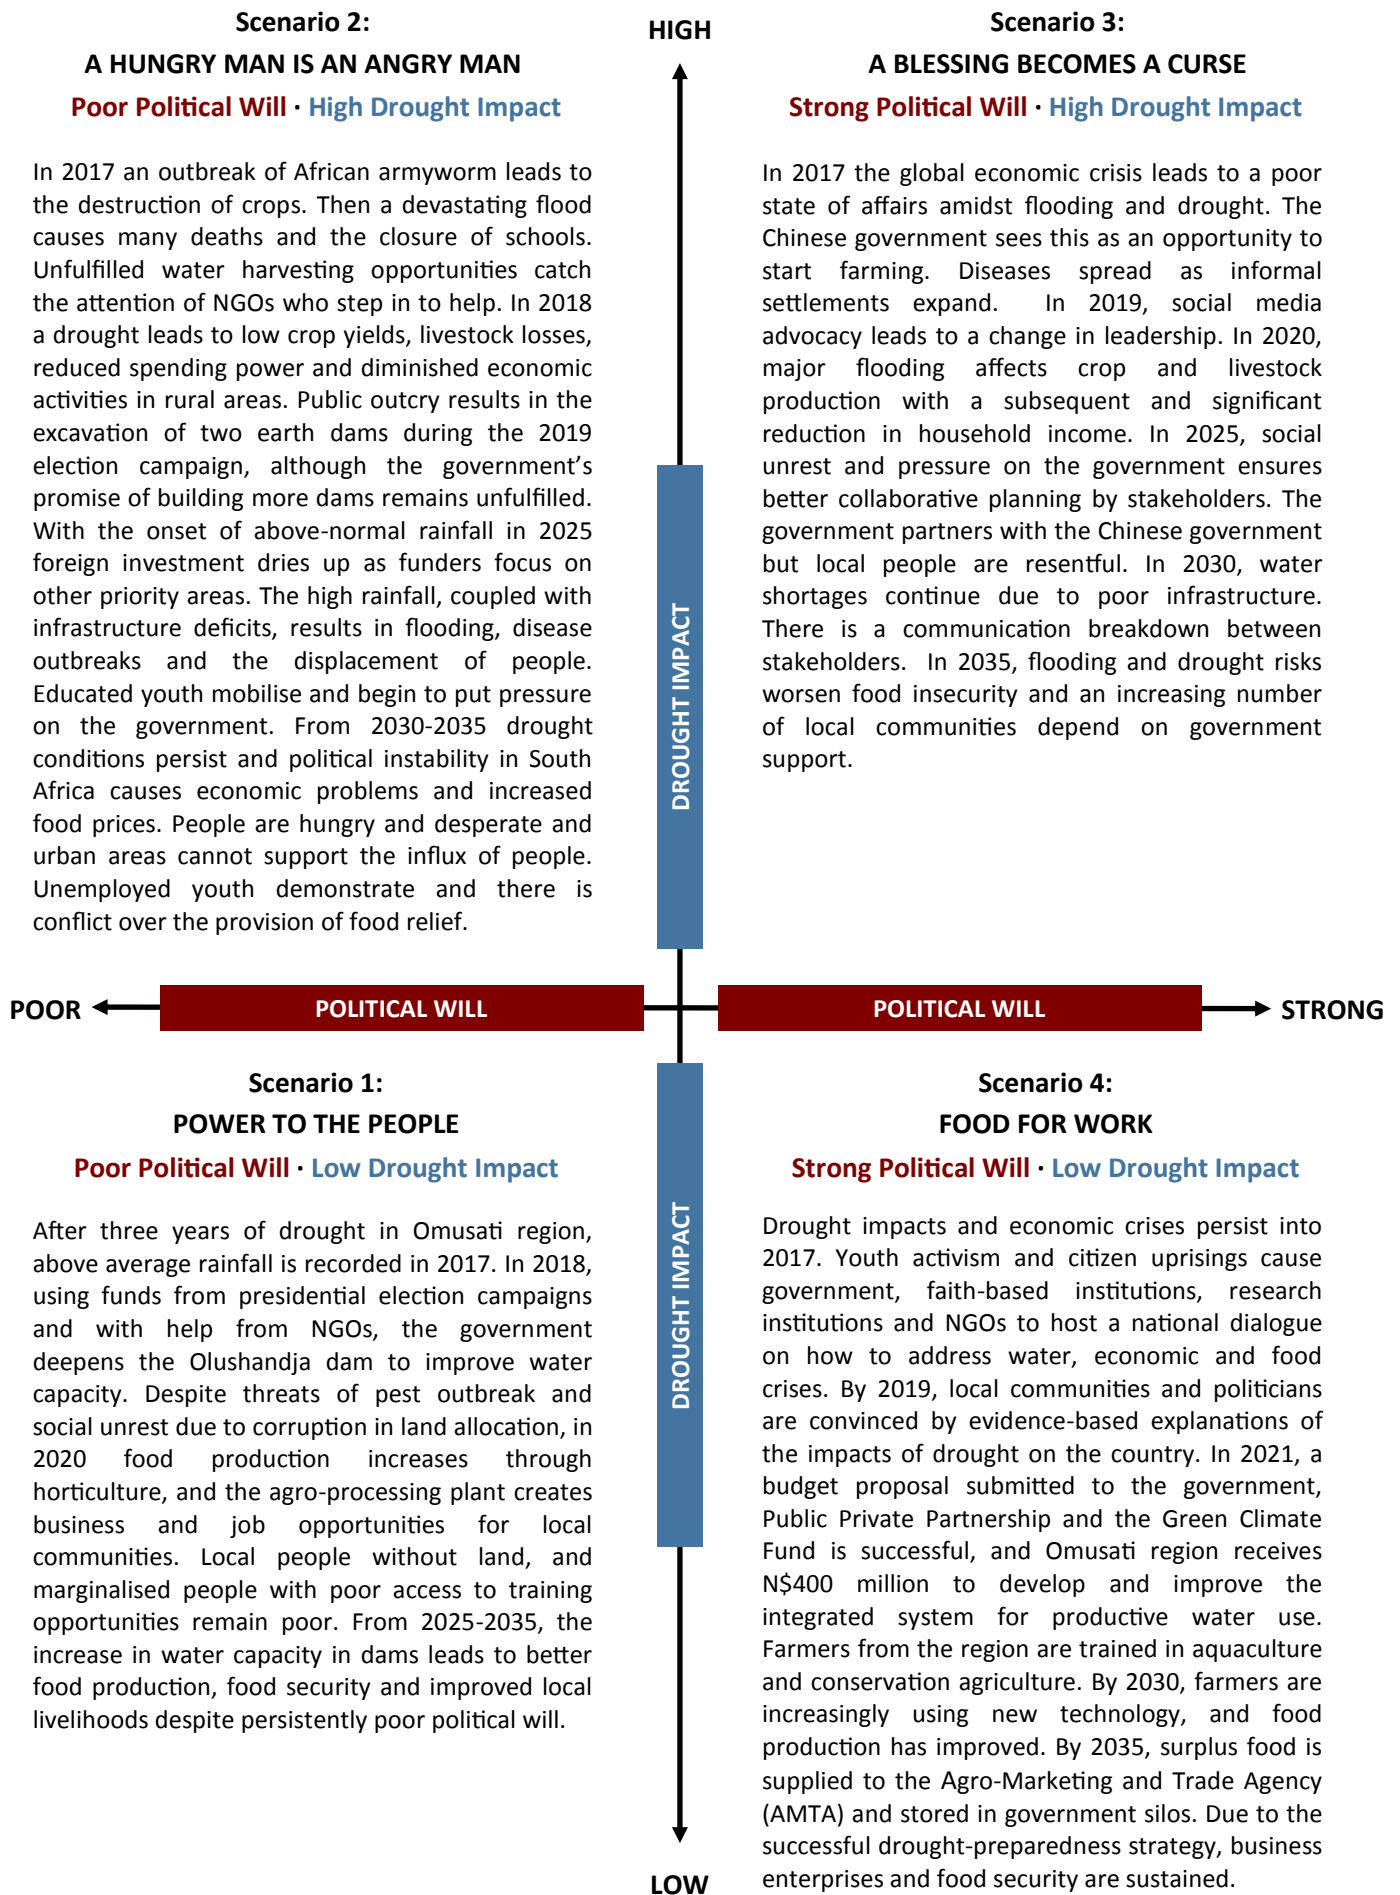 Scenario 2:
A HUNGRY MAN IS AN ANGRY MAN
Poor Political Will · High Drought Impact
In 2017 an outbreak of African armyworm leads to
the destruction of crops. Then a devastating flood
causes many deaths and the closure of schools.
Unfulfilled water harvesting opportunities catch
the attention of NGOs who step in to help. In 2018
a drought leads to low crop yields, livestock losses,
reduced spending power and diminished economic
activities in rural areas. Public outcry results in the
excavation of two earth dams during the 2019
election campaign, although the government's
promise of building more dams remains unfulfilled.
With the onset of above-normal rainfall in 2025
foreign investment dries up as funders focus on
other priority areas. The high rainfall, coupled with
infrastructure deficits, results in flooding, disease
outbreaks and the displacement of people.
Educated youth mobilise and begin to put pressure
on the government. From 2030-2035 drought
conditions persist and political instability in South
Africa causes economic problems and increased
food prices. People are hungry and desperate and
urban areas cannot support the influx of people.
Unemployed youth demonstrate and there is
conflict over the provision of food relief.
HIGH
Scenario 3:
A BLESSING BECOMES A CURSE
Strong Political Will · High Drought Impact
In 2017 the global economic crisis leads to a poor
state of affairs amidst flooding and drought. The
Chinese government sees this as an opportunity to
start farming. Diseases spread as informal
settlements expand. In 2019, social media
advocacy leads to a change in leadership. In 2020,
major flooding affects crop and livestock
production with a subsequent and significant
reduction in household income. In 2025, social
unrest and pressure on the government ensures
better collaborative planning by stakeholders. The
government partners with the Chinese government
but local people are resentful. In 2030, water
shortages continue due to poor infrastructure.
There is a communication breakdown between
stakeholders. In 2035, flooding and drought risks
worsen food insecurity and an increasing number
of local communities depend on government
support.
DROUGHT IMPACT
POOR
POLITICAL WILL
POLITICAL WILL
STRONG
Scenario 1:
POWER TO THE PEOPLE
Poor Political Will · Low Drought Impact
After three years of drought in Omusati region,
above average rainfall is recorded in 2017. In 2018,
using funds from presidential election campaigns
and with help from NGOs, the government
deepens the Olushandja dam to improve water
capacity. Despite threats of pest outbreak and
social unrest due to corruption in land allocation, in
2020 food production increases through
horticulture, and the agro-processing plant creates
business and job opportunities for local
communities. Local people without land, and
marginalised people with poor access to training
opportunities remain poor. From 2025-2035, the
increase in water capacity in dams leads to better
food production, food security and improved local
livelihoods despite persistently poor political will.
DROUGHT IMPACT
LOW
Scenario 4:
FOOD FOR WORK
Strong Political Will · Low Drought Impact
Drought impacts and economic crises persist into
2017. Youth activism and citizen uprisings cause
government, faith-based institutions, research
institutions and NGOs to host a national dialogue
on how to address water, economic and food
crises. By 2019, local communities and politicians
are convinced by evidence-based explanations of
the impacts of drought on the country. In 2021, a
budget proposal submitted to the government,
Public Private Partnership and the Green Climate
Fund is successful, and Omusati region receives
N$400 million to develop and improve the
integrated system for productive water use.
Farmers from the region are trained in aquaculture
and conservation agriculture. By 2030, farmers are
increasingly using new technology, and food
production has improved. By 2035, surplus food is
supplied to the Agro-Marketing and Trade Agency
(AMTA) and stored in government silos. Due to the
successful drought-preparedness strategy, business
enterprises and food security are sustained.